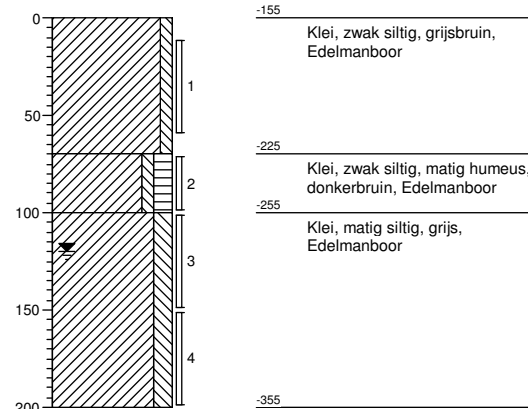 0
50
100
150
200
1
2
3
4
-155
Klei, zwak siltig, grijsbruin,
Edelmanboor
-225
Klei, zwak siltig, matig humeus,
donkerbruin, Edelmanboor
-255
Klei, matig siltig, grijs,
Edelmanboor
-355